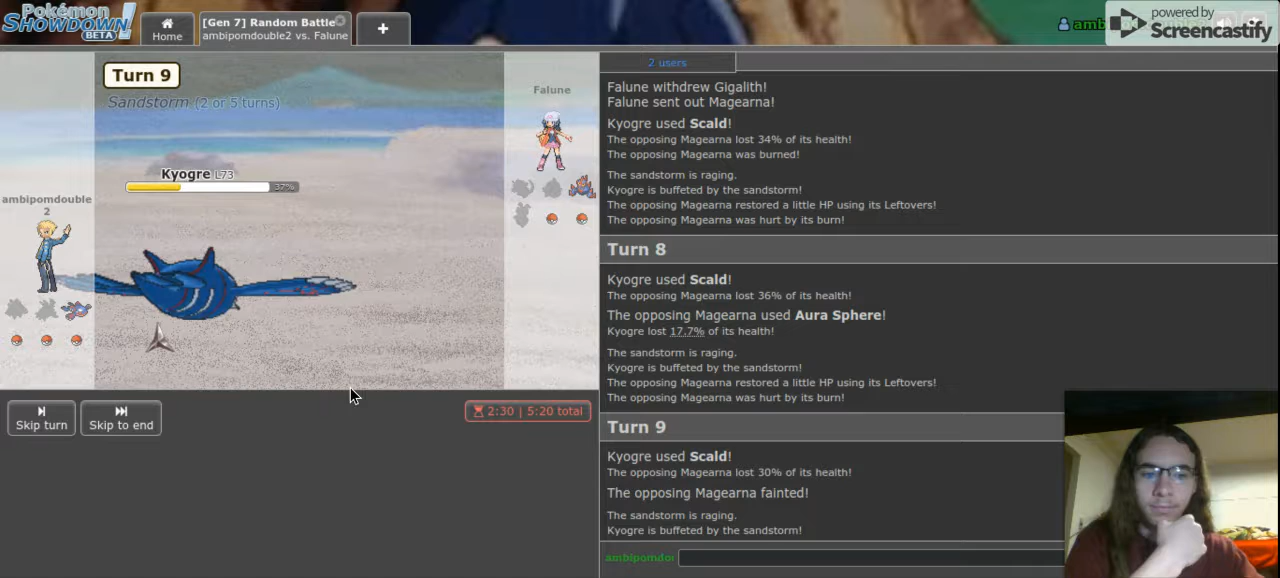 Pokémon
SHOWDOWN!
BETA
Home
[Gen 7] Random Battle
ambipomdouble2 vs. Falune
+
powered by
Screencastify
2 users
Turn 9
Sandstorm (2 or 5 turns)
Falune
Kyogre L73
37%
ambipomdouble
2
Falune withdrew Gigalith!
Falune sent out Magearna!
Kyogre used Scald!
The opposing Magearna lost 34% of its health!
The opposing Magearna was burned!
The sandstorm is raging.
Kyogre is buffeted by the sandstorm!
The opposing Magearna restored a little HP using its Leftovers!
The opposing Magearna was hurt by its burn!
Turn 8
Kyogre used Scald!
The opposing Magearna lost 36% of its health!
The opposing Magearna used Aura Sphere!
Kyogre lost 17.7% of its health!
The sandstorm is raging.
Kyogre is buffeted by the sandstorm!
The opposing Magearna restored a little HP using its Leftovers!
The opposing Magearna was hurt by its burn!
Turn 9
Kyogre used Scald!
The opposing Magearna lost 30% of its health!
The opposing Magearna fainted!
The sandstorm is raging.
Kyogre is buffeted by the sandstorm!
Skip turn
Skip to end
2:30 | 5:20 total
ambipomdou